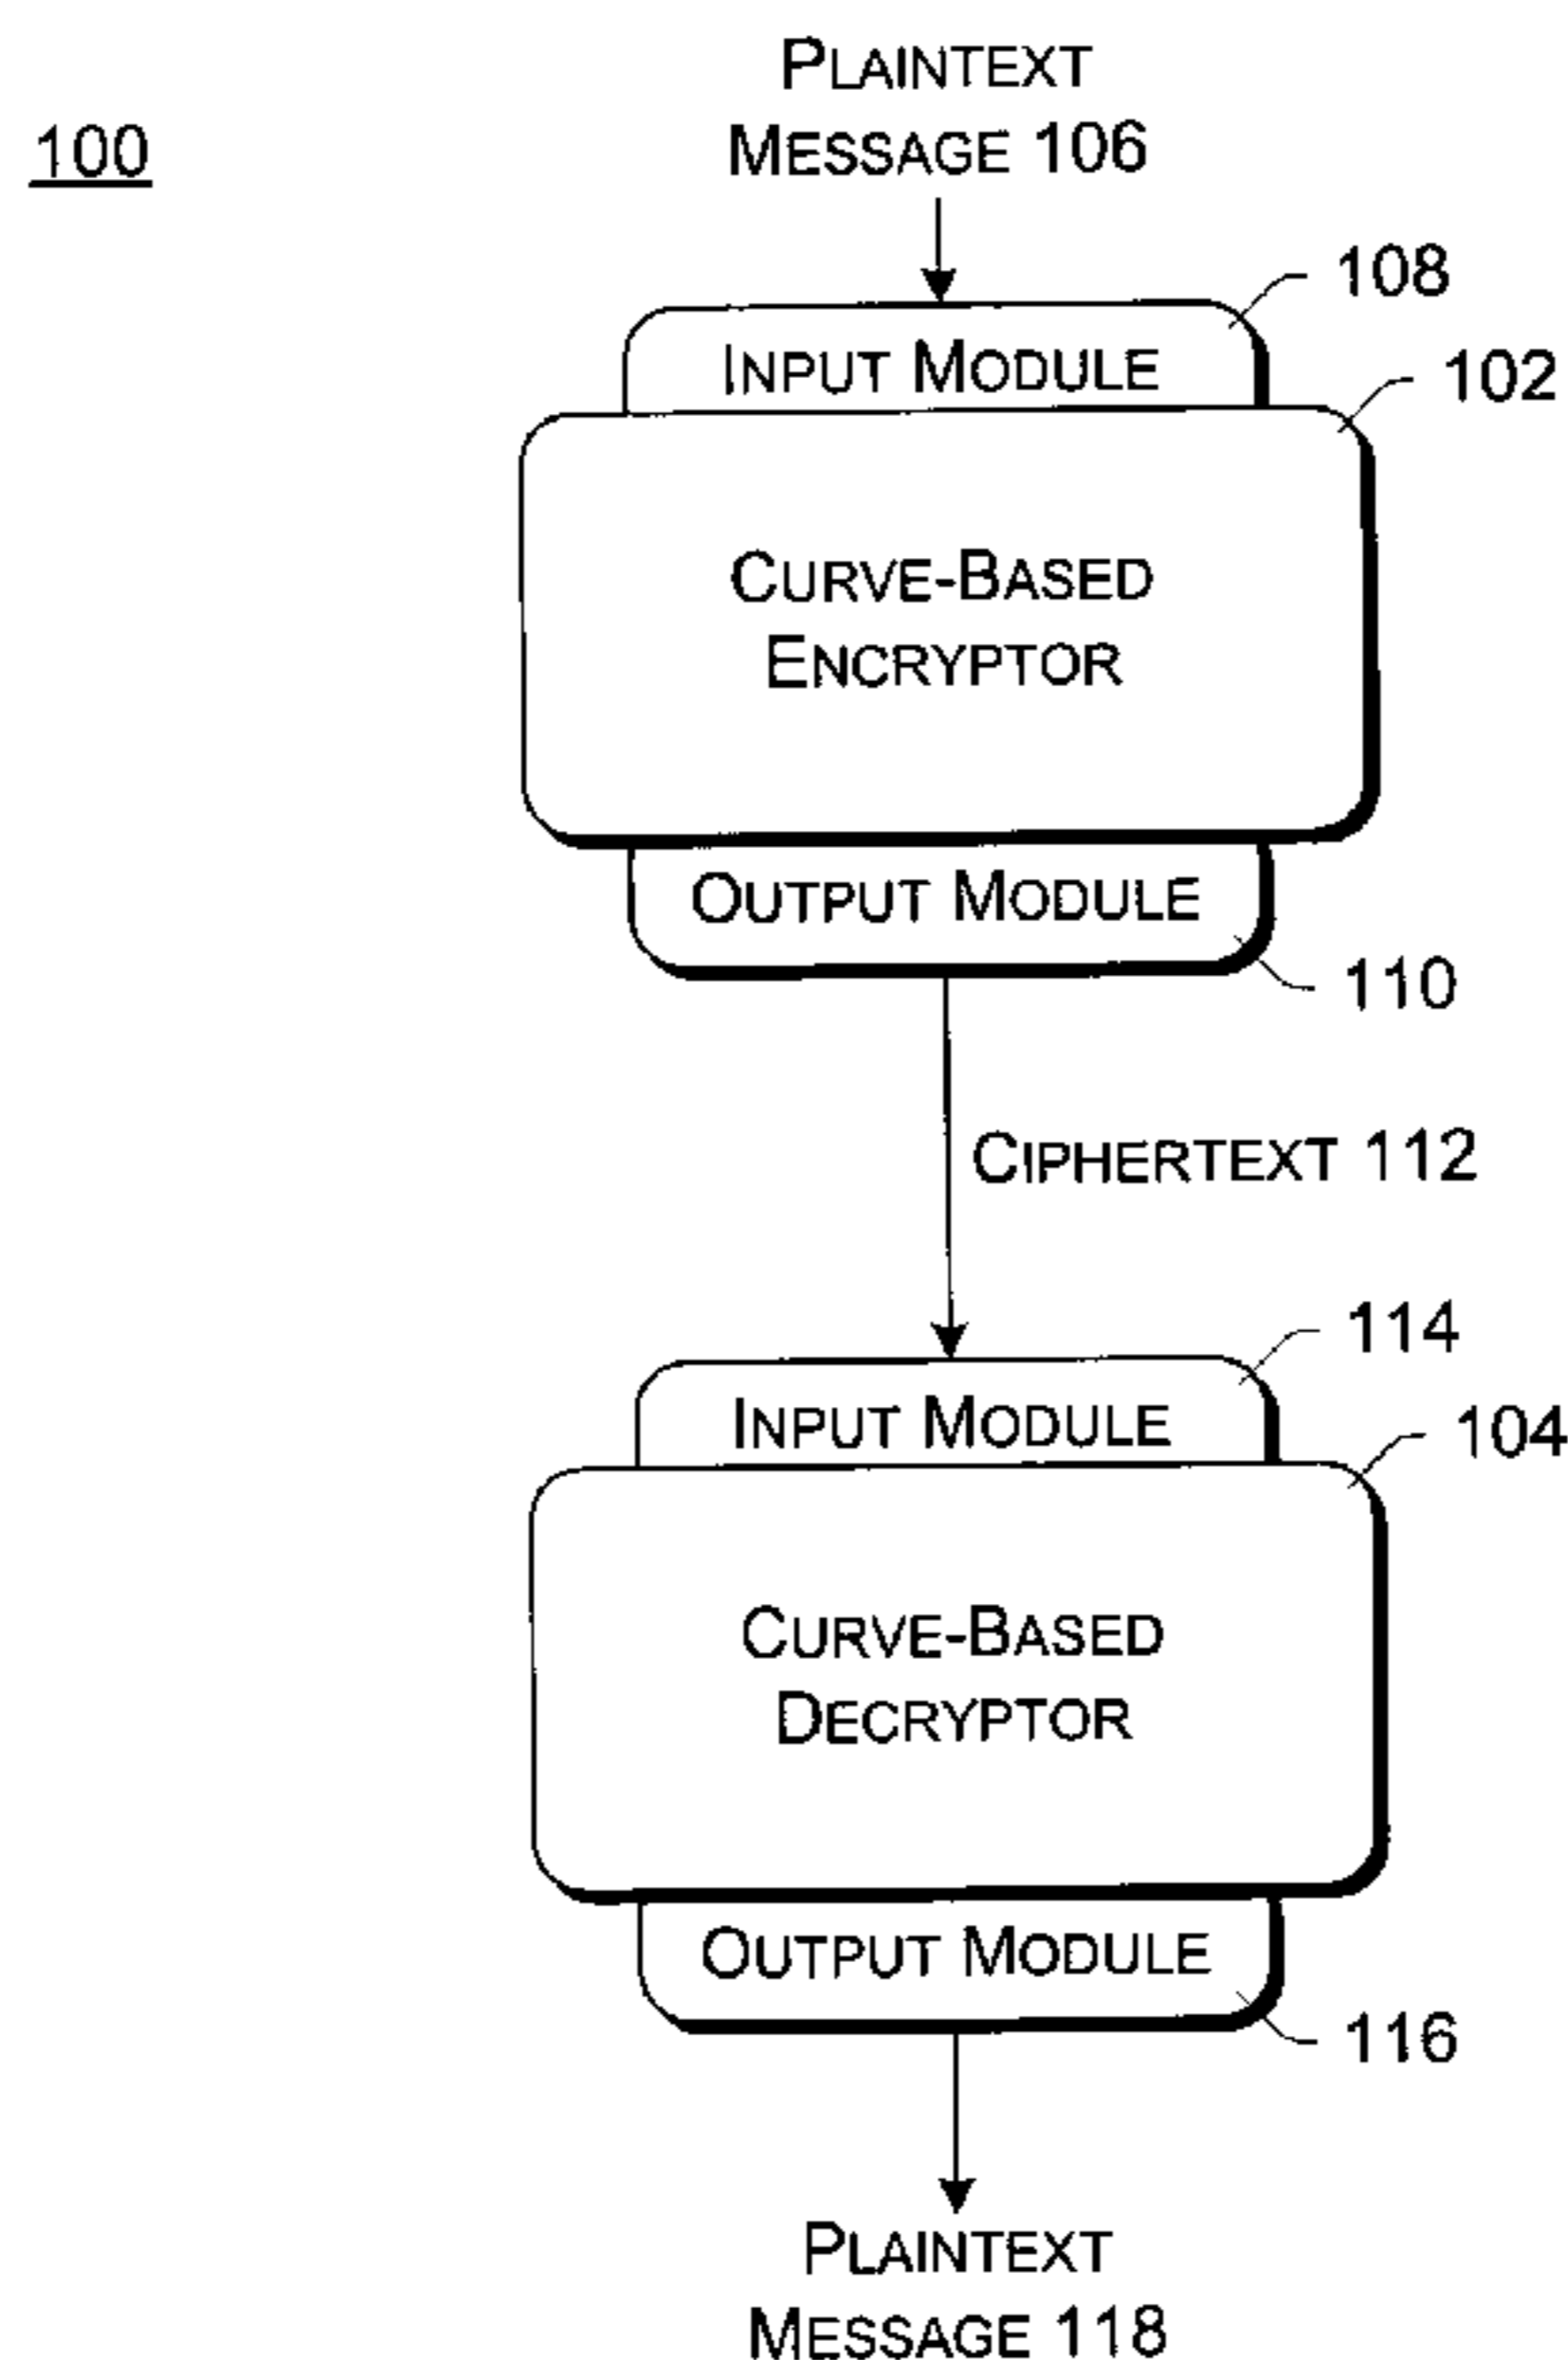 100
PLAINTEXT
MESSAGE 106
108
INPUT MODULE
102
CURVE-BASED
ENCRYPTOR
OUTPUT MODULE
110
CIPHERTEXT 112
114
INPUT MODULE
104
CURVE-BASED
DECRYPTOR
OUTPUT MODULE
116
PLAINTEXT
MESSAGE 118